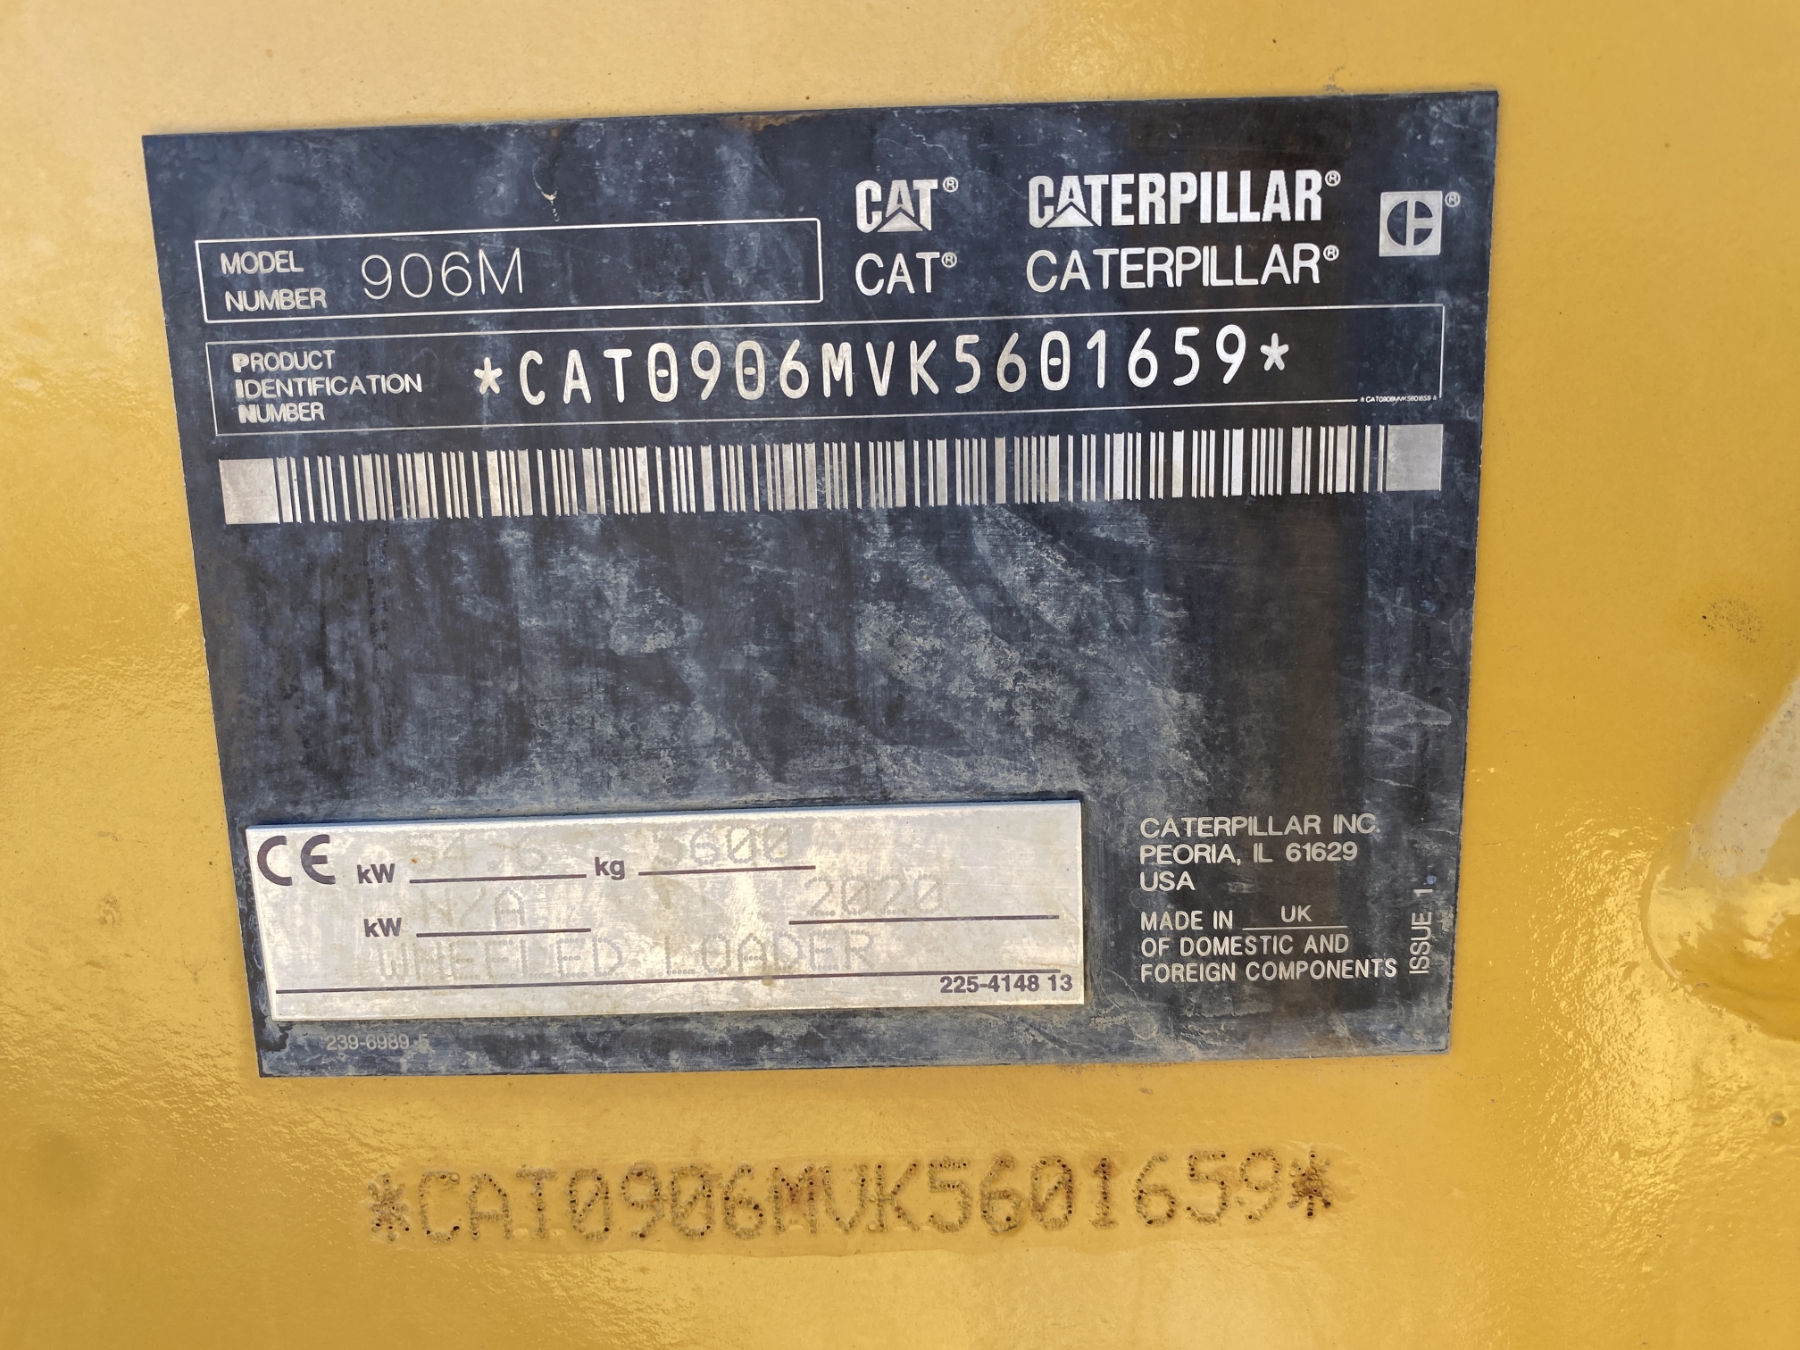 CAT® CATERPILLAR®
CAT® CATERPILLAR®
MODEL
NUMBER 906M
PRODUCT
IDENTIFICATION
NUMBER
*CAT0906MVK5601659*
CE kW 54.6 kg 5600
kW N/A 2020
WHEELED LOADER
225-4148 13
239-6989 5
CATERPILLAR INC.
PEORIA, IL 61629
USA
MADE IN UK
OF DOMESTIC AND
FOREIGN COMPONENTS
ISSUE 1.
*CAT0906MVK5601659*